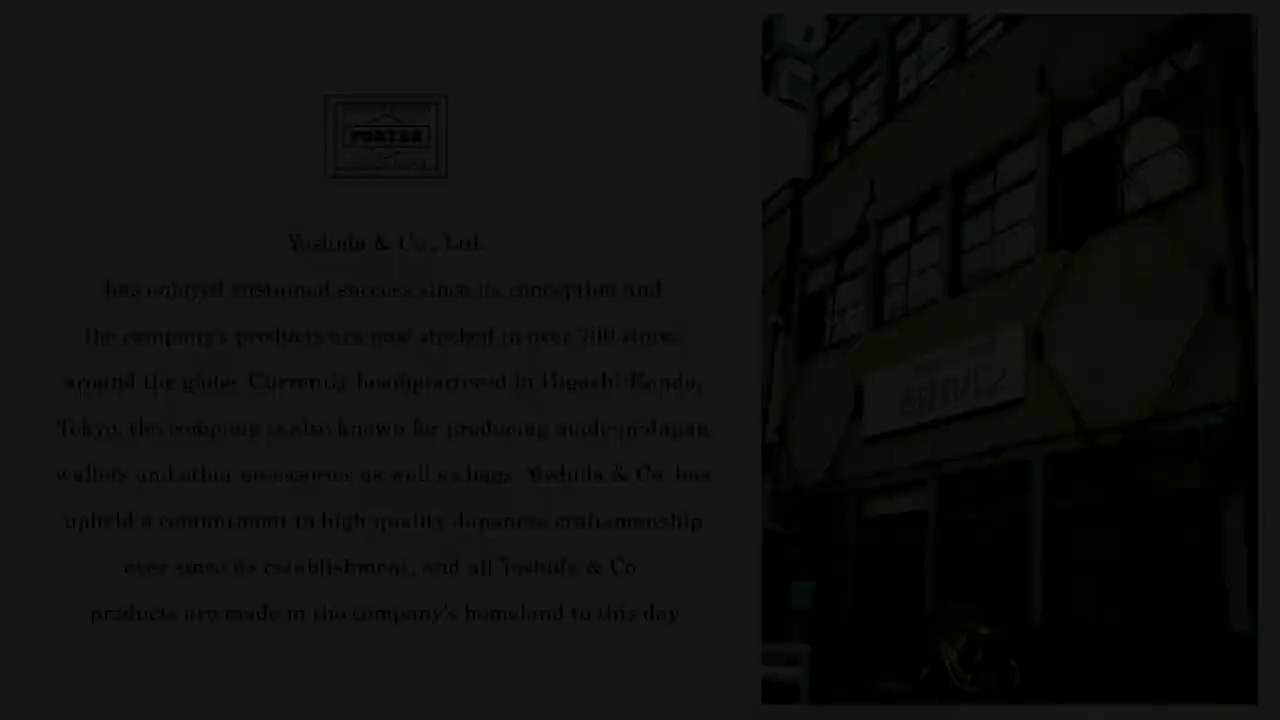 PORTER
Yoshida & Co., Ltd.
has enjoyed sustained success since its conception and
the company's products are now stocked in over 200 stores
around the globe. Currently headquartered in Higashi-Kanda,
Tokyo, the company is also known for producing made-in-Japan
wallets and other accessories as well as bags. Yoshida & Co. has
upheld a commitment to high-quality Japanese craftsmanship
ever since its establishment, and all Yoshida & Co.
products are made in the company's homeland to this day